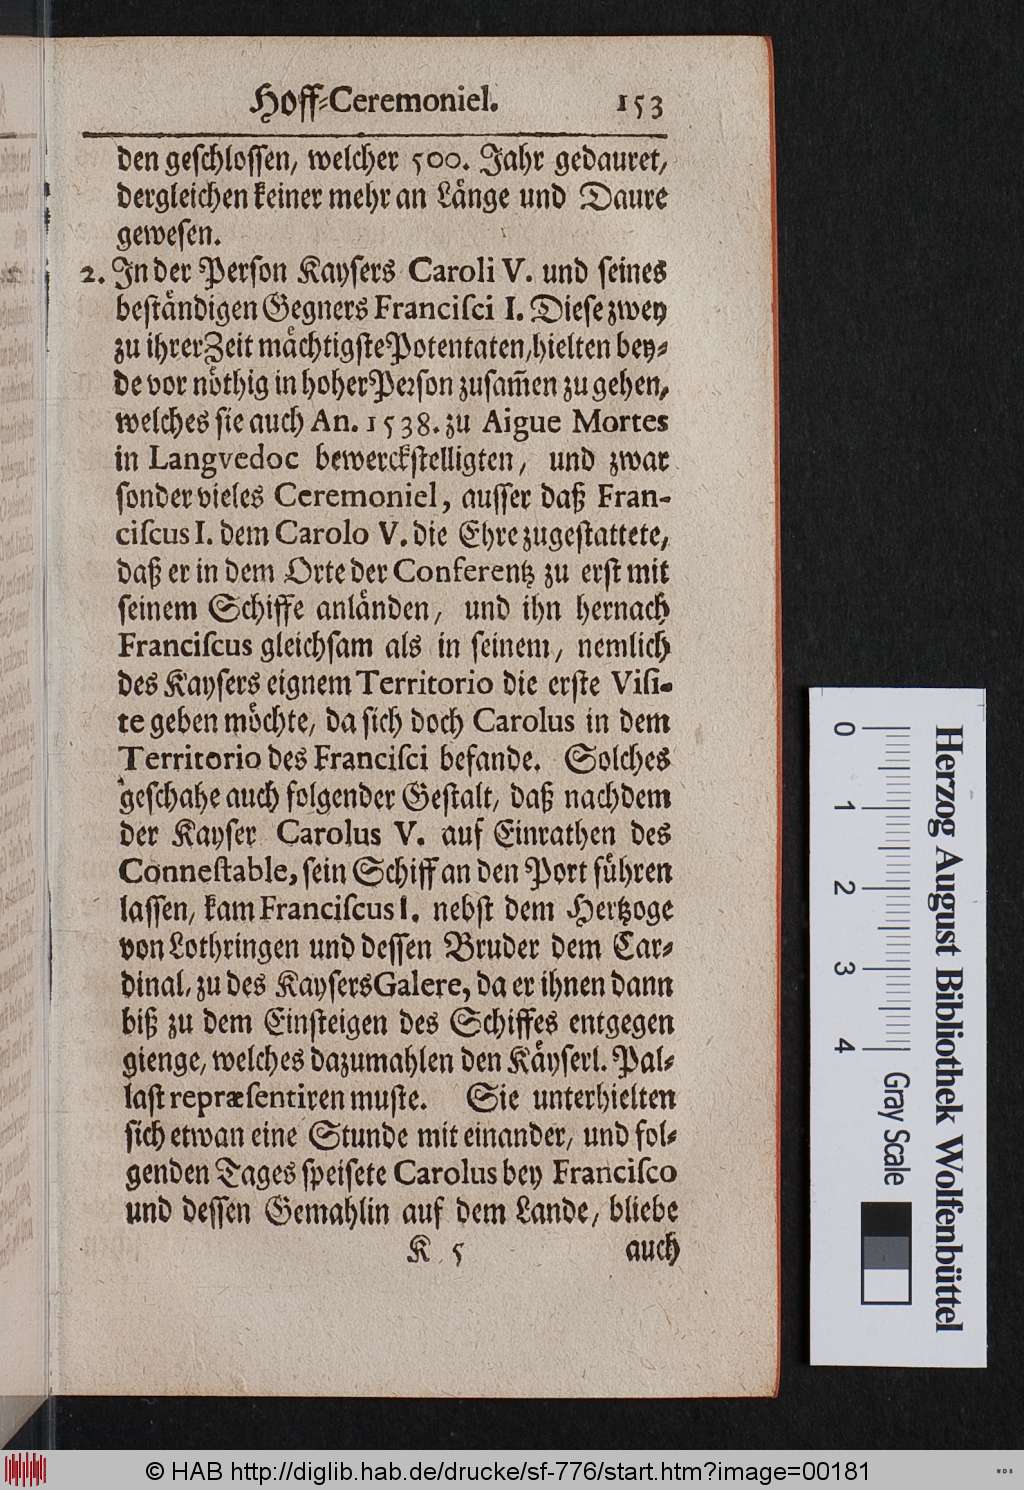 Hoff-Ceremoniel. 153
den geschlossen, welcher 500. Jahr gedauret,
dergleichen keiner mehr an Länge und Daure
gewesen.
2. In der Person Kaysers Caroli V. und seines
beständigen Gegners Francisci I. Diese zwey
zu ihrer Zeit mächtigste Potentaten, hielten bey-
de vor nöthig in hoher Person zusam̃en zu gehen,
welches sie auch An. 1538. zu Aigue Mortes
in Langvedoc bewerckstelligten, und zwar
sonder vieles Ceremoniel, ausser daß Fran-
ciscus I. dem Carolo V. die Ehre zugestattete,
daß er in dem Orte der Conferentz zu erst mit
seinem Schiffe anländen, und ihn hernach
Franciscus gleichsam als in seinem, nemlich
des Kaysers eignem Territorio die erste Visi-
te geben möchte, da sich doch Carolus in dem
Territorio des Francisci befande. Solches
geschahe auch folgender Gestalt, daß nachdem
der Kayser Carolus V. auf Einrathen des
Connestable, sein Schiff an den Port führen
lassen, kam Franciscus I. nebst dem Hertzoge
von Lothringen und dessen Bruder dem Car-
dinal, zu des Kaysers Galere, da er ihnen dann
biß zu dem Einsteigen des Schiffes entgegen
gienge, welches dazumahlen den Käyserl. Pal-
last repræsentiren muste. Sie unterhielten
sich etwan eine Stunde mit einander, und fol-
genden Tages speisete Carolus bey Francisco
und dessen Gemahlin auf dem Lande, bliebe
K 5 auch
0 1 2 3 4 Gray Scale
Herzog August Bibliothek Wolfenbüttel
© HAB http://diglib.hab.de/drucke/sf-776/start.htm?image=00181